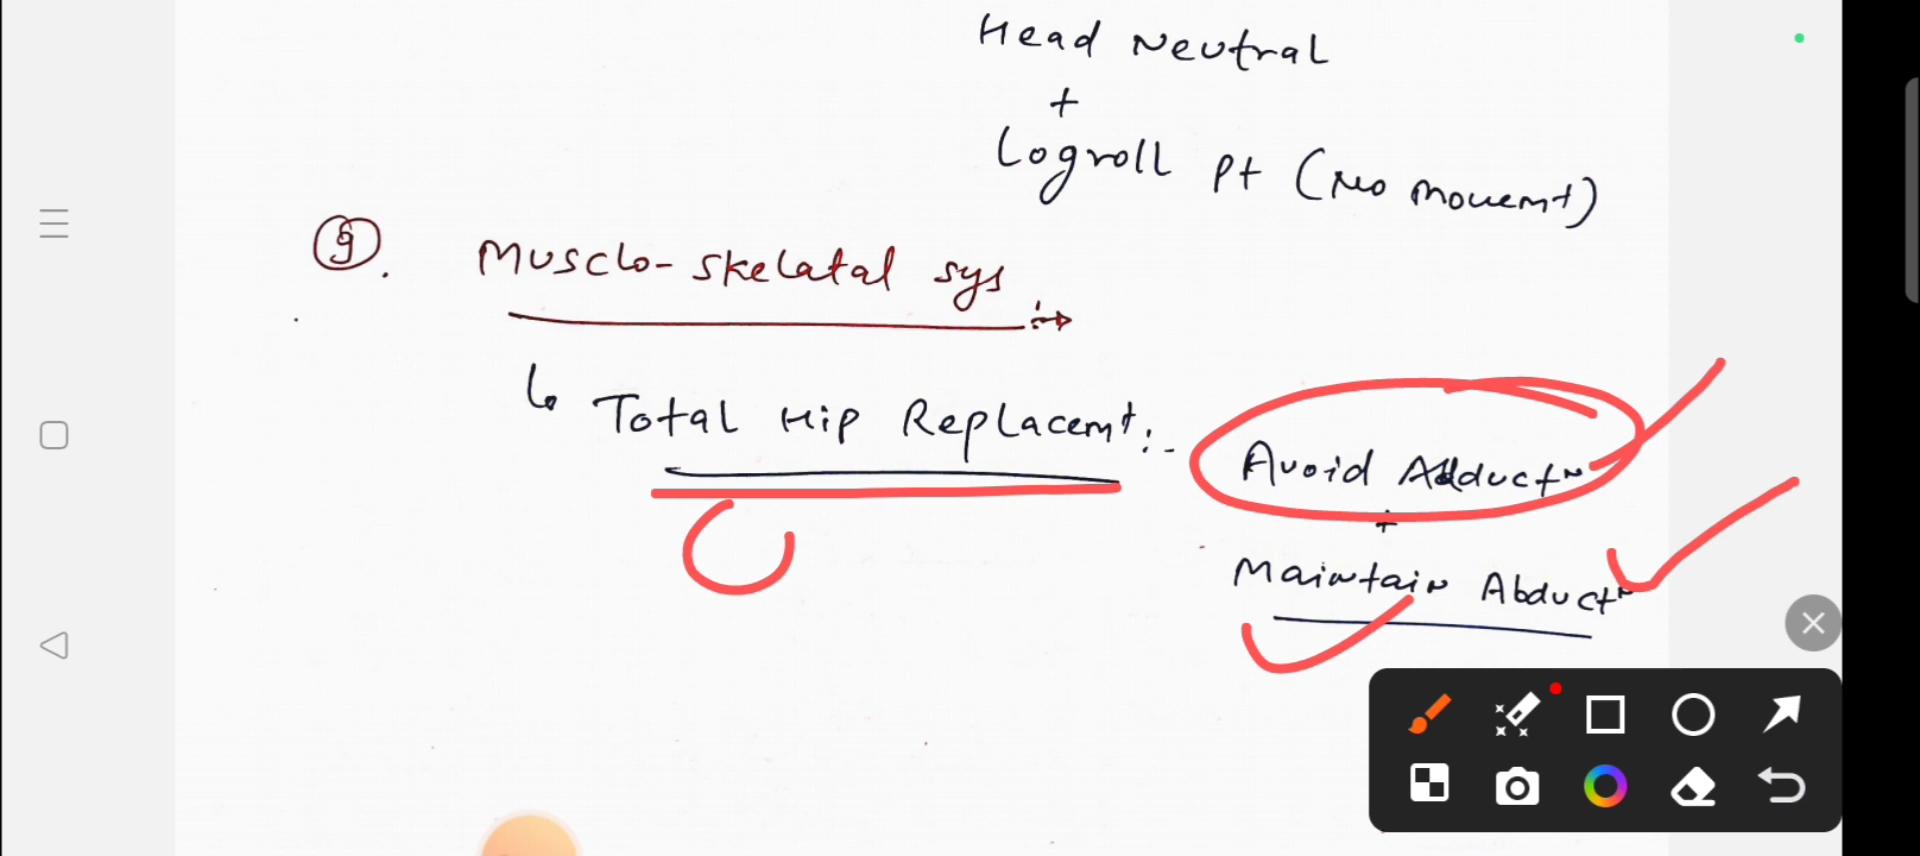 Head Neutral
+
Logroll Pt (No movemt)
9. Musclo-skelatal sys :→
↳ Total Hip Replacemt:- Avoid Adductn
+
Maintain Abductn